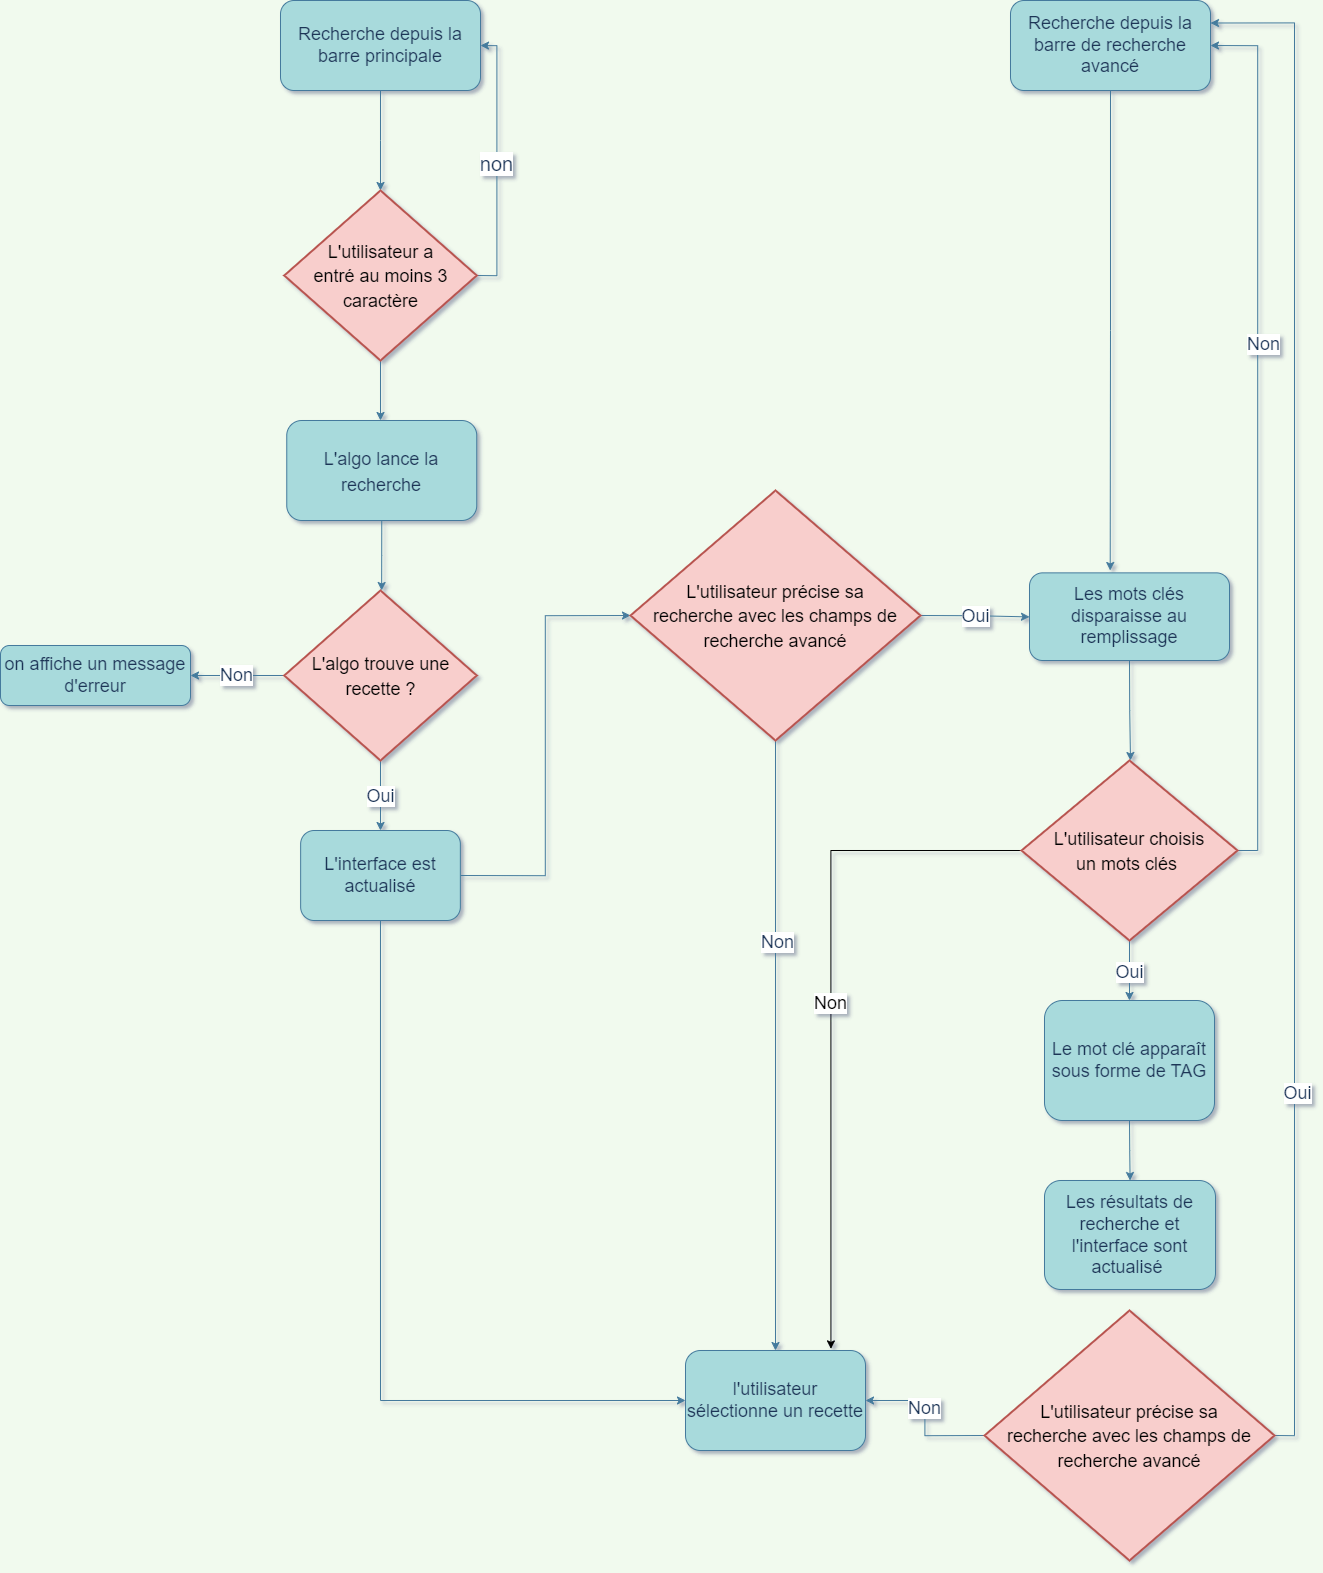 Recherche depuis la
barre principale
Recherche depuis la
barre de recherche
avancé
non
L'utilisateur a
entré au moins 3
caractère
Non
L'algo lance la
recherche
L'utilisateur précise sa
recherche avec les champs de
recherche avancé
Oui
Les mots clés
disparaisse au
remplissage
on affiche un message
d'erreur
Non
L'algo trouve une
recette ?
Oui
L'interface est
actualisé
L'utilisateur choisis
un mots clés
Non
Non
Oui
Le mot clé apparaît
sous forme de TAG
Oui
Les résultats de
recherche et
l'interface sont
actualisé
l'utilisateur
sélectionne un recette
Non
L'utilisateur précise sa
recherche avec les champs de
recherche avancé